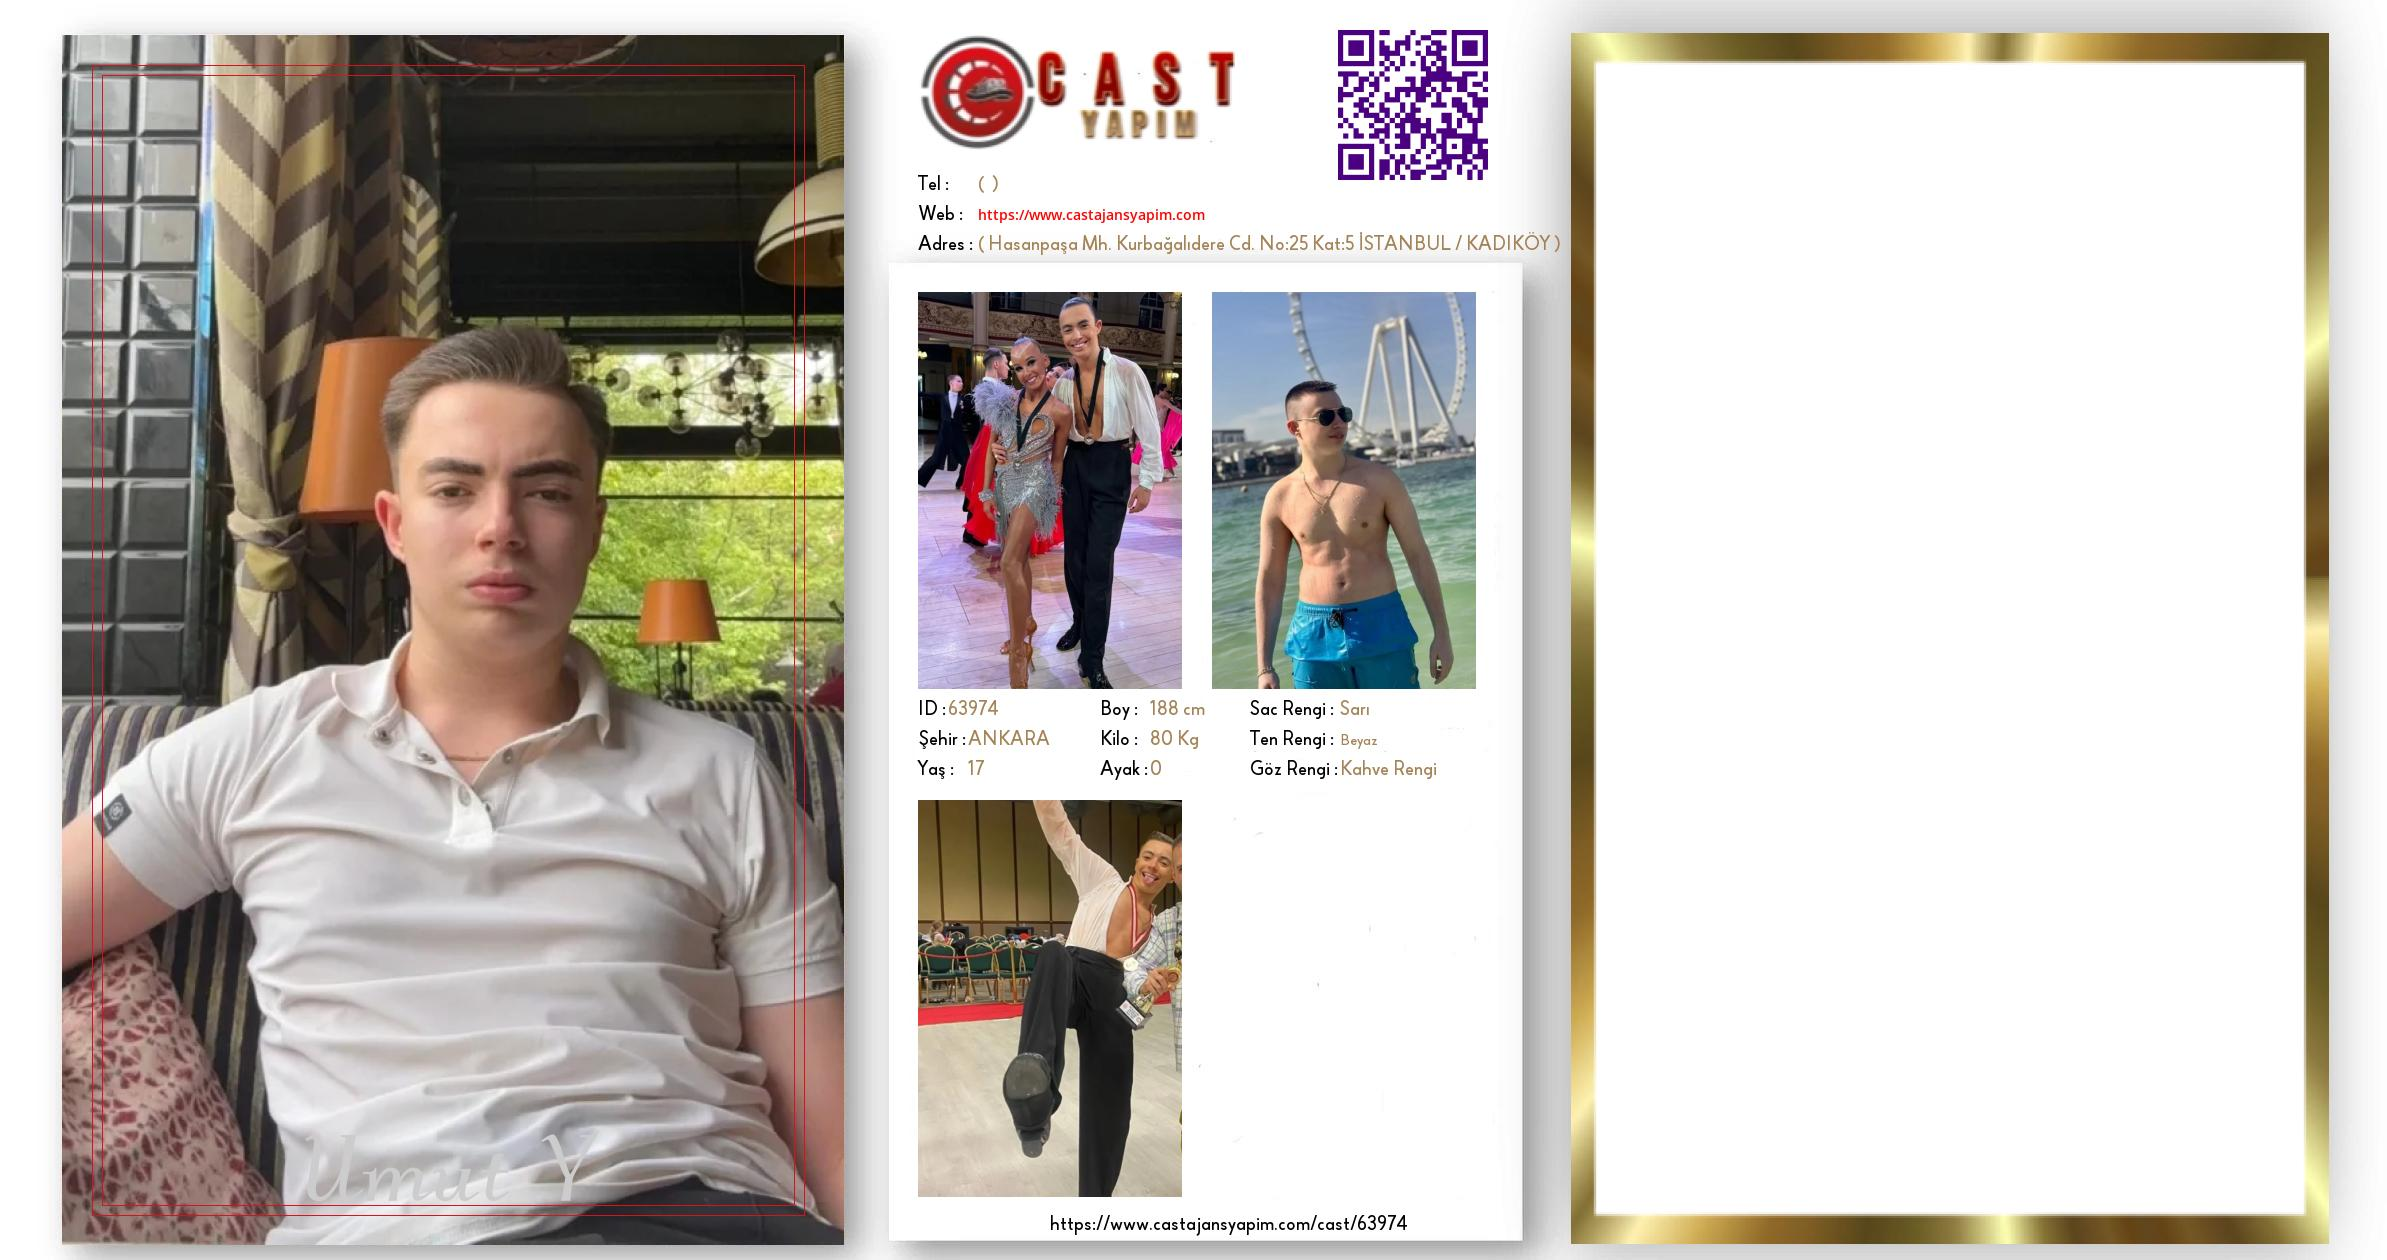 Umut Y
CAST
YAPIM
Tel : ( )
Web : https://www.castajansyapim.com
Adres : ( Hasanpaşa Mh. Kurbağalıdere Cd. No:25 Kat:5 İSTANBUL / KADIKÖY )
ID : 63974 Boy : 188 cm Sac Rengi : Sarı
Şehir : ANKARA Kilo : 80 Kg Ten Rengi : Beyaz
Yaş : 17 Ayak : 0 Göz Rengi : Kahve Rengi
https://www.castajansyapim.com/cast/63974